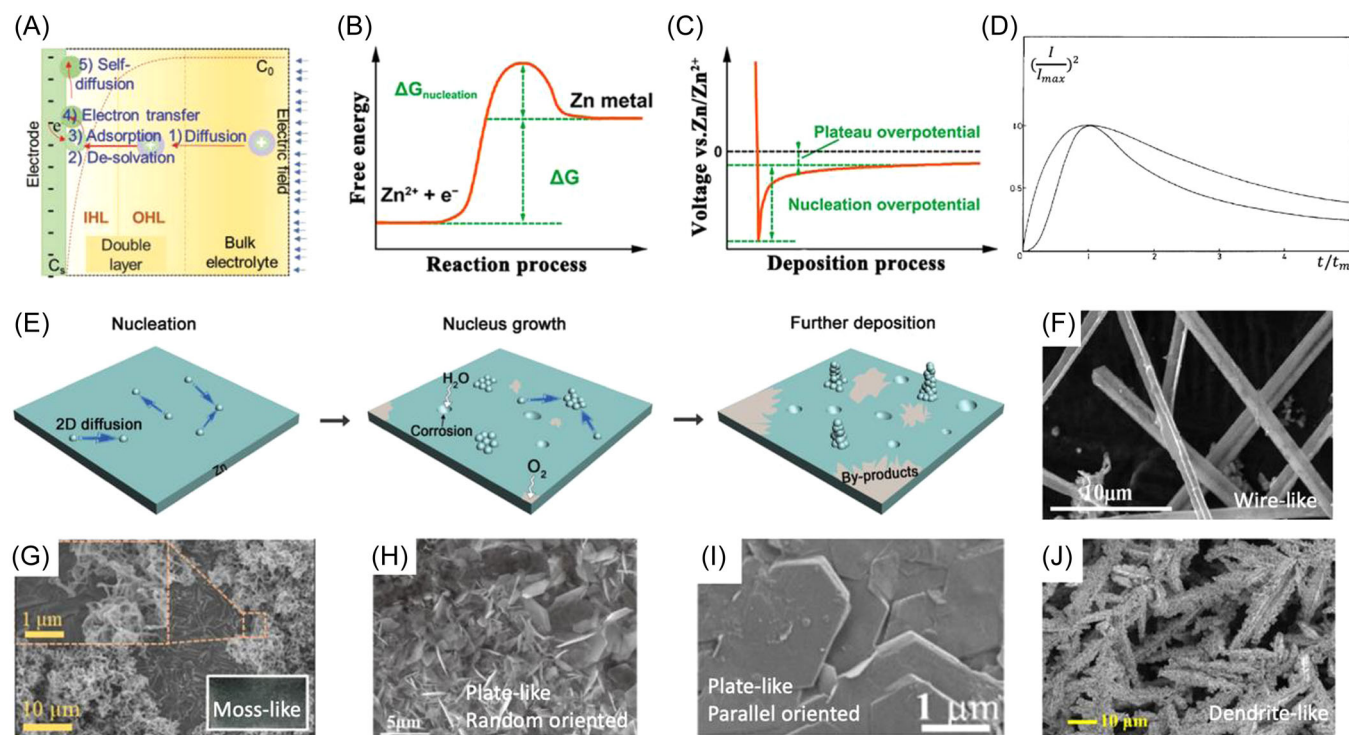 (A)
5) Self-
diffusion
C₀
4) Electron transfer
e⁻
3) Adsorption 1) Diffusion
2) De-solvation
Electrode
Electric field
IHL OHL
Double
layer
Bulk
electrolyte
Cₛ
(B)
Free energy
ΔGnucleation
Zn metal
ΔG
Zn²⁺ + e⁻
Reaction process
(C)
Voltage vs.Zn/Zn²⁺
0
Plateau overpotential
Nucleation overpotential
Deposition process
(D)
(I/Imax)²
1.0
0.5
0 1 2 3 4
t/tm
(E)
Nucleation
2D diffusion
Zn
Nucleus growth
H₂O
Corrosion
O₂
Further deposition
By-products
(F)
10μm
Wire-like
(G)
1 μm
10 μm
Moss-like
(H)
Plate-like
Random oriented
5μm
(I)
Plate-like
Parallel oriented
1 μm
(J)
10 μm
Dendrite-like